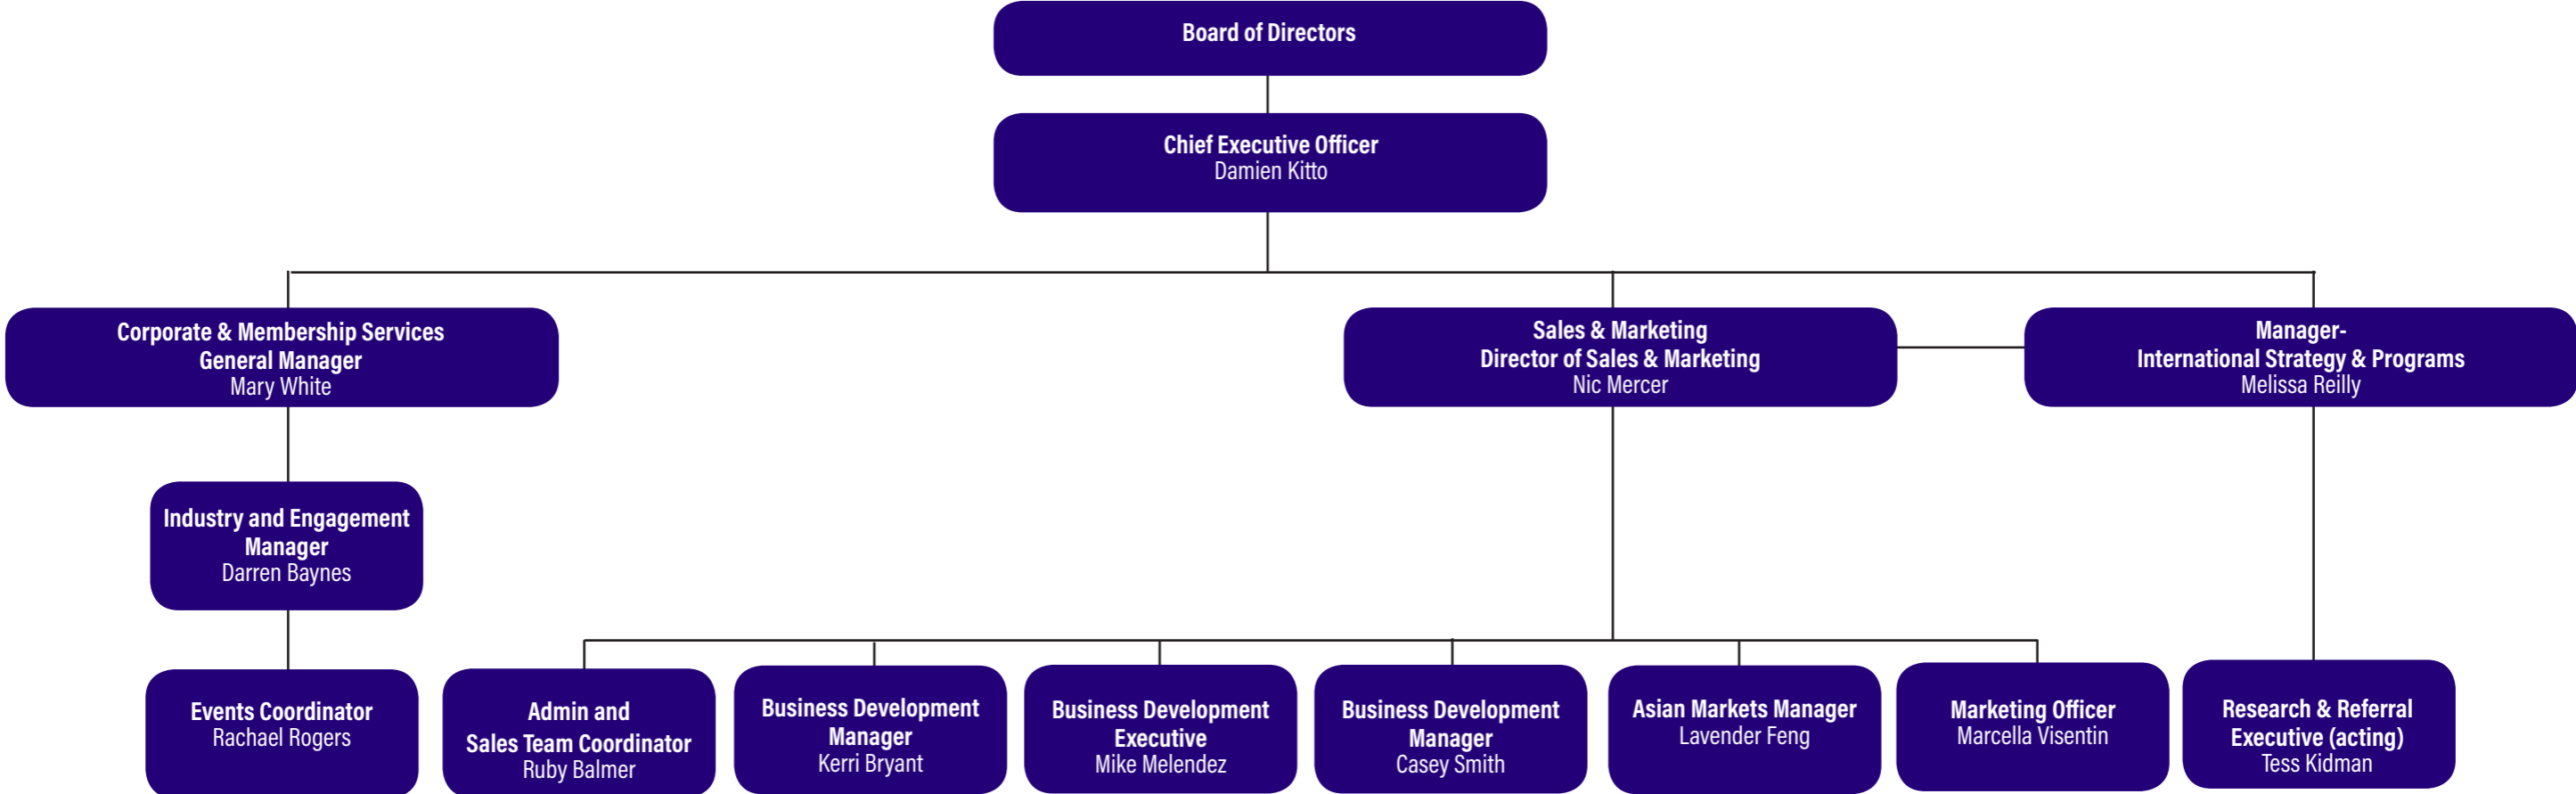 Board of Directors
Chief Executive Officer
Damien Kitto
Corporate & Membership Services
General Manager
Mary White
Sales & Marketing
Director of Sales & Marketing
Nic Mercer
Manager-
International Strategy & Programs
Melissa Reilly
Industry and Engagement
Manager
Darren Baynes
Events Coordinator
Rachael Rogers
Admin and
Sales Team Coordinator
Ruby Balmer
Business Development
Manager
Kerri Bryant
Business Development
Executive
Mike Melendez
Business Development
Manager
Casey Smith
Asian Markets Manager
Lavender Feng
Marketing Officer
Marcella Visentin
Research & Referral
Executive (acting)
Tess Kidman